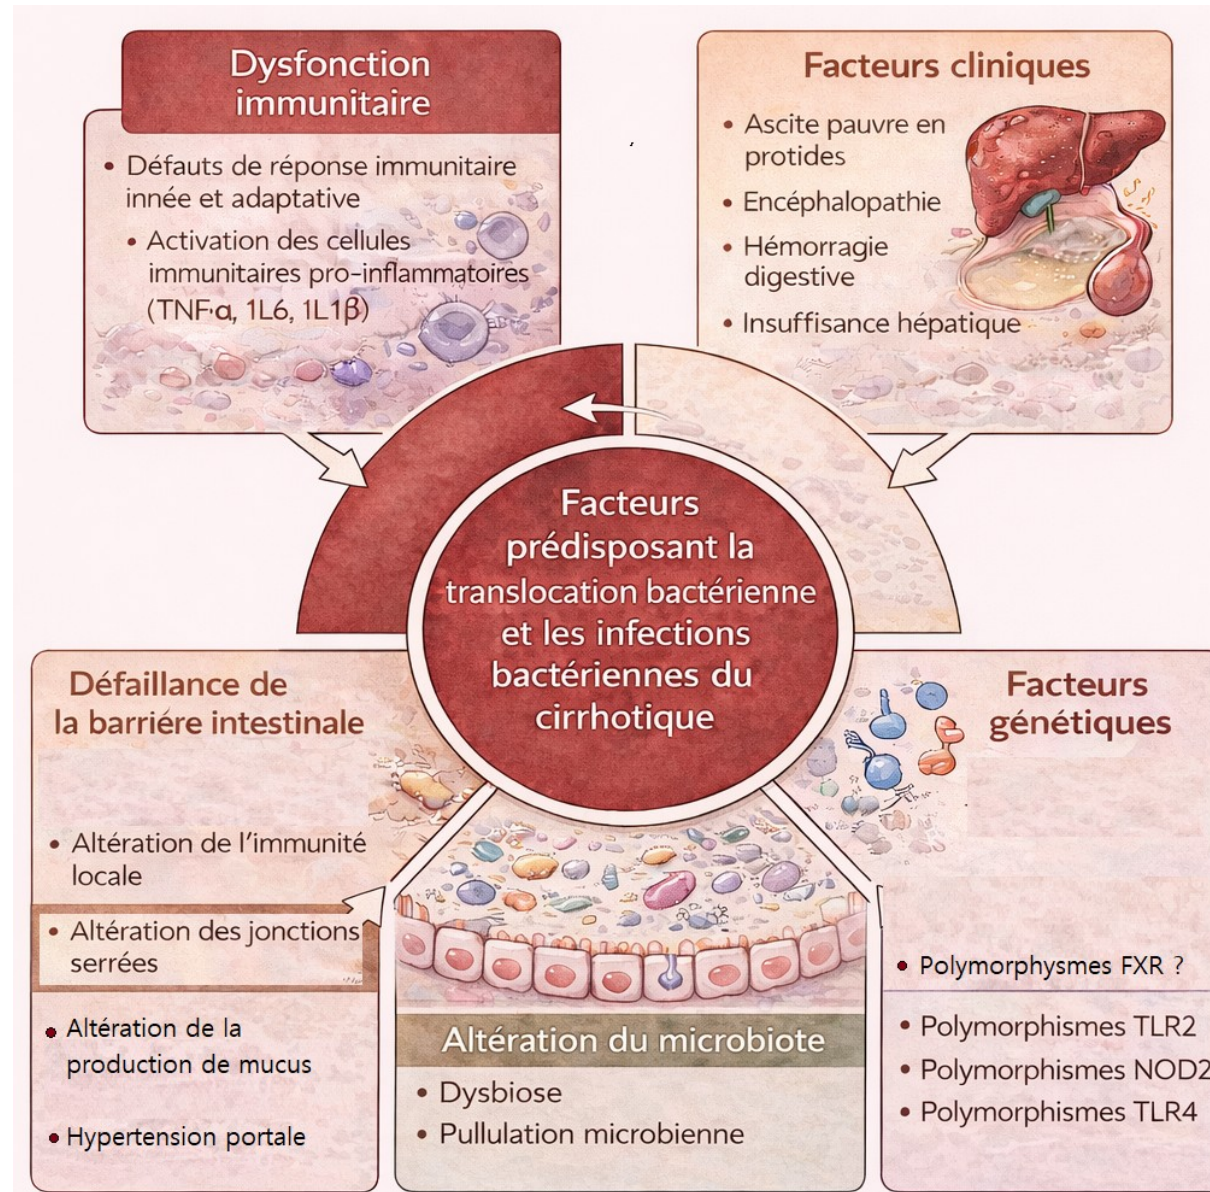 Dysfonction
immunitaire
• Défauts de réponse immunitaire
innée et adaptative
• Activation des cellules
immunitaires pro-inflammatoires
(TNF·α, 1L6, 1L1β)
Facteurs cliniques
• Ascite pauvre en
protides
• Encéphalopathie
• Hémorragie
digestive
• Insuffisance hépatique
Facteurs
prédisposant la
translocation bactérienne
et les infections
bactériennes du
cirrhotique
Défaillance de
la barriére intestinale
• Altération de l'immunité
locale
• Altération des jonctions
serrées
• Altération de la
production de mucus
• Hypertension portale
Altération du microbiote
• Dysbiose
• Pullulation microbienne
Facteurs
génétiques
• Polymorphysmes FXR ?
• Polymorphismes TLR2
• Polymorphismes NOD2
• Polymorphismes TLR4